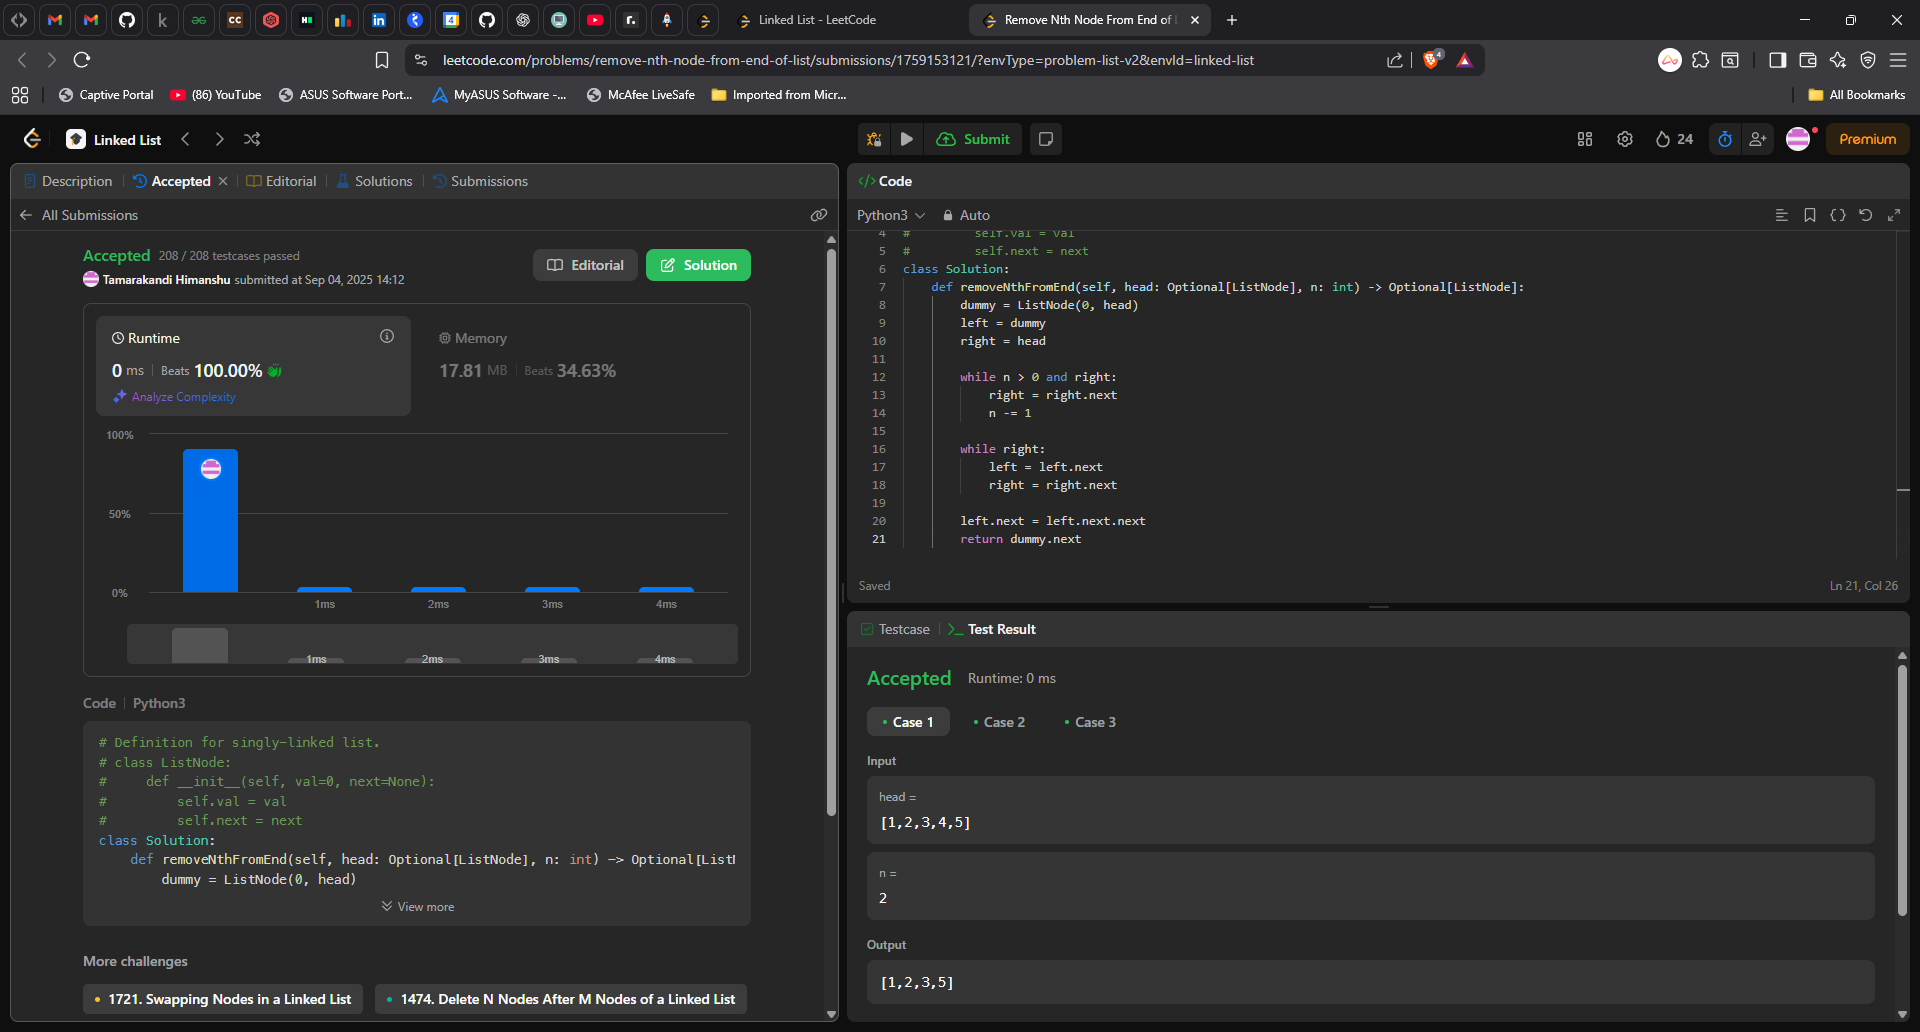 CC
H
Linked List - LeetCode
Remove Nth Node From End of
leetcode.com/problems/remove-nth-node-from-end-of-list/submissions/1759153121/?envType=problem-list-v2&envId=linked-list
4
Captive Portal
(86) YouTube
ASUS Software Port...
MyASUS Software -...
McAfee LiveSafe
Imported from Micr...
All Bookmarks
Linked List
Submit
24
Premium
Description
Accepted
Editorial
Solutions
Submissions
All Submissions
Accepted 208 / 208 testcases passed
Tamarakandi Himanshu submitted at Sep 04, 2025 14:12
Editorial
Solution
Runtime
0 ms | Beats 100.00%
Analyze Complexity
Memory
17.81 MB | Beats 34.63%
100%
50%
0%
1ms
2ms
3ms
4ms
1ms
2ms
3ms
4ms
Code | Python3
# Definition for singly-linked list.
# class ListNode:
#     def __init__(self, val=0, next=None):
#         self.val = val
#         self.next = next
class Solution:
    def removeNthFromEnd(self, head: Optional[ListNode], n: int) -> Optional[List
        dummy = ListNode(0, head)
View more
More challenges
1721. Swapping Nodes in a Linked List
1474. Delete N Nodes After M Nodes of a Linked List
</> Code
Python3
Auto
4 #         self.val = val
5 #         self.next = next
6 class Solution:
7     def removeNthFromEnd(self, head: Optional[ListNode], n: int) -> Optional[ListNode]:
8         dummy = ListNode(0, head)
9         left = dummy
10         right = head
11
12         while n > 0 and right:
13             right = right.next
14             n -= 1
15
16         while right:
17             left = left.next
18             right = right.next
19
20         left.next = left.next.next
21         return dummy.next
Saved
Ln 21, Col 26
Testcase
>_ Test Result
Accepted Runtime: 0 ms
Case 1
Case 2
Case 3
Input
head =
[1,2,3,4,5]
n =
2
Output
[1,2,3,5]